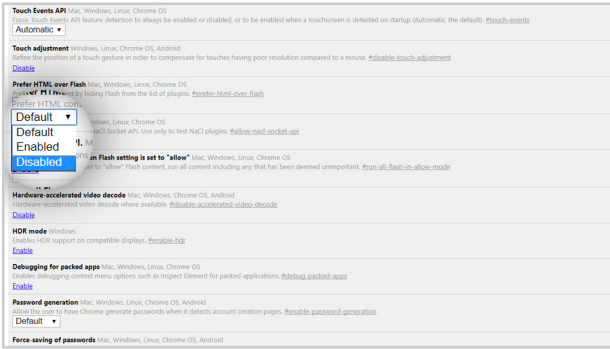 Touch Events API Mac, Windows, Linux, Chrome OS
Force Touch Events API feature detection to always be enabled or disabled, or to be enabled when a touchscreen is detected on startup (Automatic, the default). #touch-events
Automatic
Touch adjustment Windows, Linux, Chrome OS, Android
Refine the position of a touch gesture in order to compensate for touches having poor resolution compared to a mouse. #disable-touch-adjustment
Disable
Prefer HTML over Flash Mac, Windows, Linux, Chrome OS
Prefer HTML content by hiding Flash from the list of plugins. #prefer-html-over-flash
Prefer HTML con
Default
Default
Enabled
Disabled
NaCl Socket API. Use only to test NaCl plugins. #allow-nacl-socket-api
Flash setting is set to "allow" Mac, Windows, Linux, Chrome OS
set to "allow" Flash content, run all content including any that has been deemed unimportant. #run-all-flash-in-allow-mode
Hardware-accelerated video decode Mac, Windows, Chrome OS, Android
Hardware-accelerated video decode where available. #disable-accelerated-video-decode
Disable
HDR mode Windows
Enables HDR support on compatible displays. #enable-hdr
Enable
Debugging for packed apps Mac, Windows, Linux, Chrome OS
Enables debugging context menu options such as Inspect Element for packed applications. #debug-packed-apps
Enable
Password generation Mac, Windows, Linux, Chrome OS, Android
Allow the user to have Chrome generate passwords when it detects account creation pages. #enable-password-generation
Default
Force-saving of passwords Mac, Windows, Linux, Chrome OS, Android